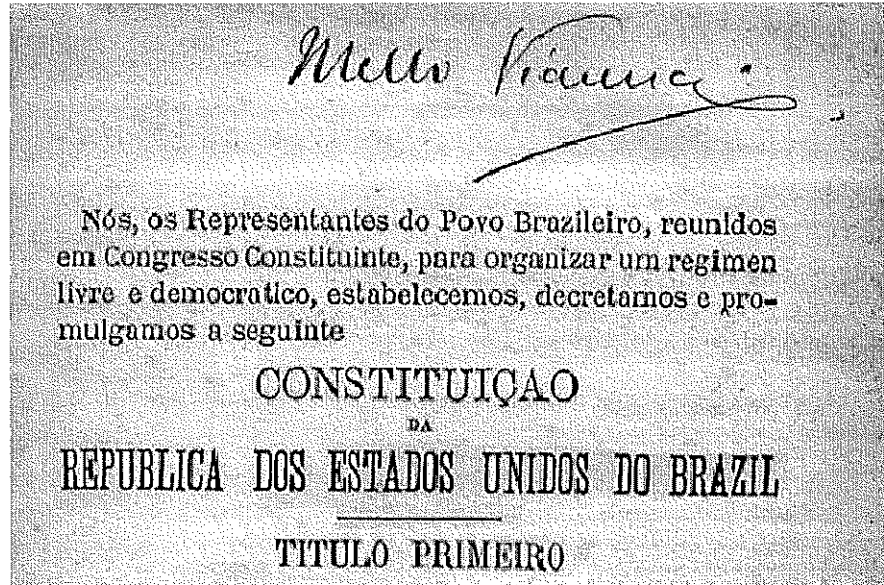 Mello Vianna.
Nós, os Representantes do Povo Brazileiro, reunidos
em Congresso Constituinte, para organizar um regimen
livre e democratico, estabelecemos, decretamos e pro-
mulgamos a seguinte
CONSTITUIÇAO
DA
REPUBLICA DOS ESTADOS UNIDOS DO BRAZIL
TITULO PRIMEIRO